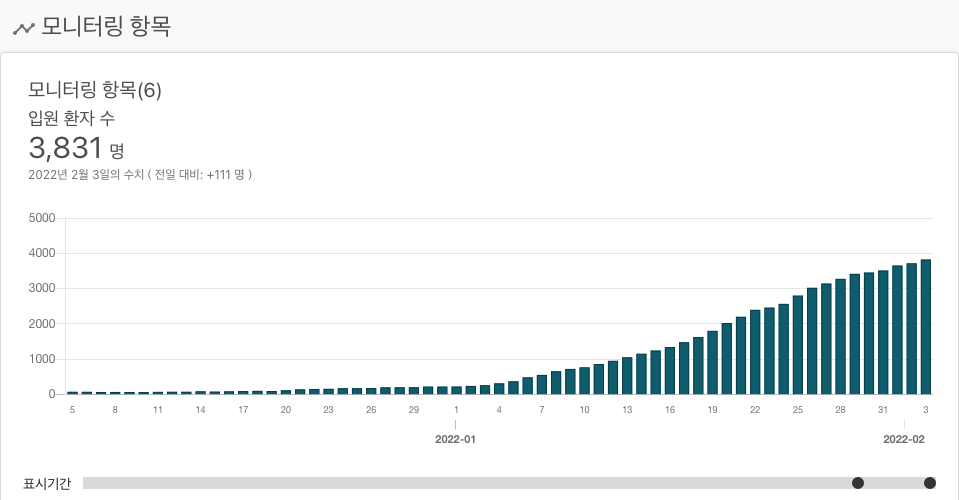 모니터링 항목
모니터링 항목(6)
입원 환자 수
3,831 명
2022년 2월 3일의 수치 ( 전일 대비: +111 명 )
5000
4000
3000
2000
1000
0
5 8 11 14 17 20 23 26 29 1 4 7 10 13 16 19 22 25 28 31 3
2022-01 2022-02
표시기간